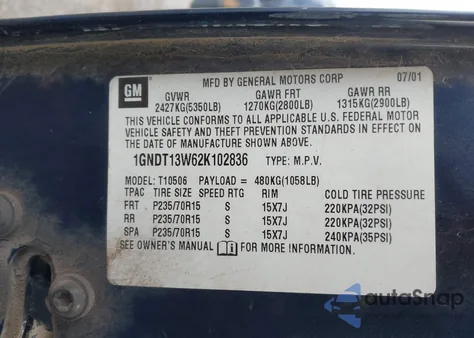 MFD BY GENERAL MOTORS CORP 07/01
GM
GVWR GAWR FRT GAWR RR
2427KG(5350LB) 1270KG(2800LB) 1315KG(2900LB)
THIS VEHICLE CONFORMS TO ALL APPLICABLE U.S. FEDERAL MOTOR
VEHICLE SAFETY AND THEFT PREVENTION STANDARDS IN EFFECT ON
THE DATE OF MANUFACTURE SHOWN ABOVE.
1GNDT13W62K102836 TYPE: M.P.V.
MODEL: T10506 PAYLOAD = 480KG(1058LB)
TPAC TIRE SIZE SPEED RTG RIM COLD TIRE PRESSURE
FRT P235/70R15 S 15X7J 220KPA(32PSI)
RR P235/70R15 S 15X7J 220KPA(32PSI)
SPA P235/70R15 S 15X7J 240KPA(35PSI)
SEE OWNER'S MANUAL FOR MORE INFORMATION.
autoSnap